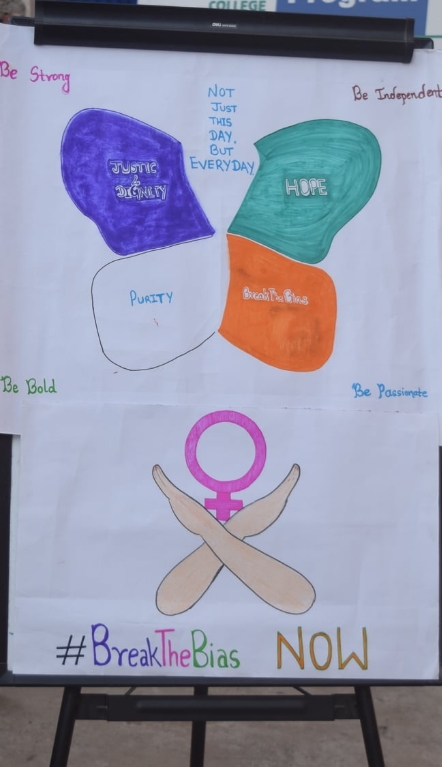 COLLEGE
Program
Be Strong
Be Independent
NOT
JUST
THIS
DAY,
BUT
EVERYDAY
JUSTIC
&
DIGNITY
HOPE
PURITY
BreakTheBias
Be Bold
Be Passionate
#BreakTheBias NOW